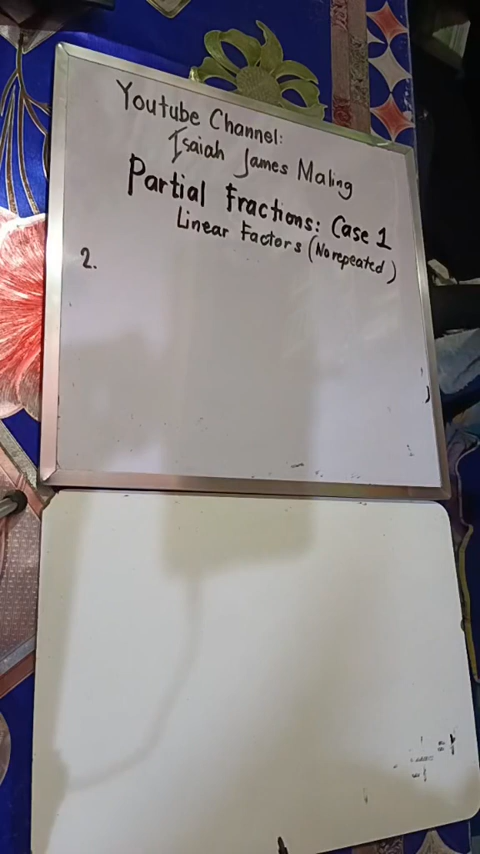 Youtube Channel:
Isaiah James Maling
Partial Fractions: Case 1
Linear Factors (No repeated)
2.